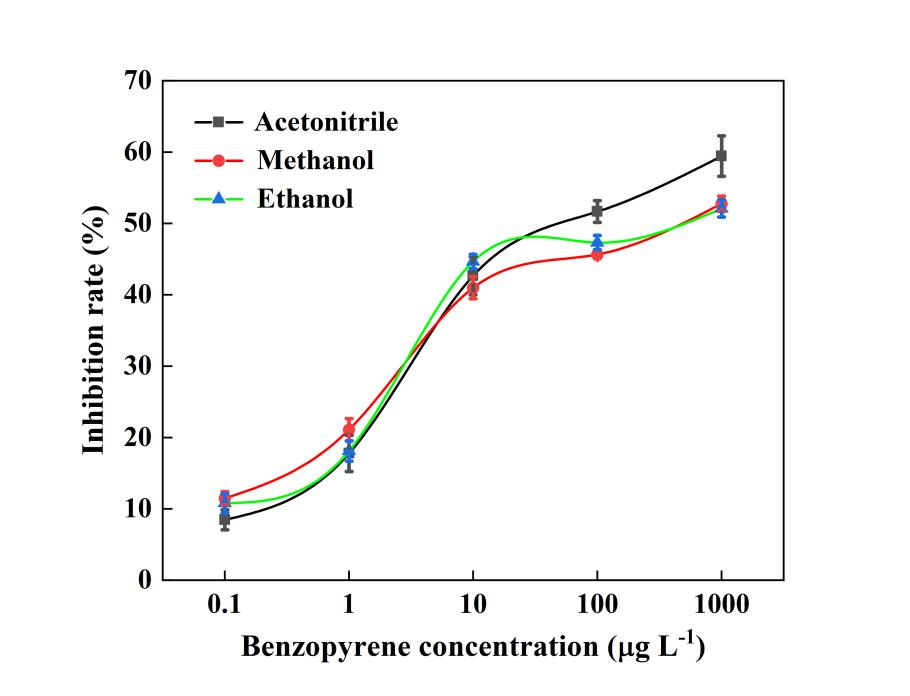 70
60
50
40
30
20
10
0
Acetonitrile
Methanol
Ethanol
Inhibition rate (%)
0.1 1 10 100 1000
Benzopyrene concentration (μg L⁻¹)